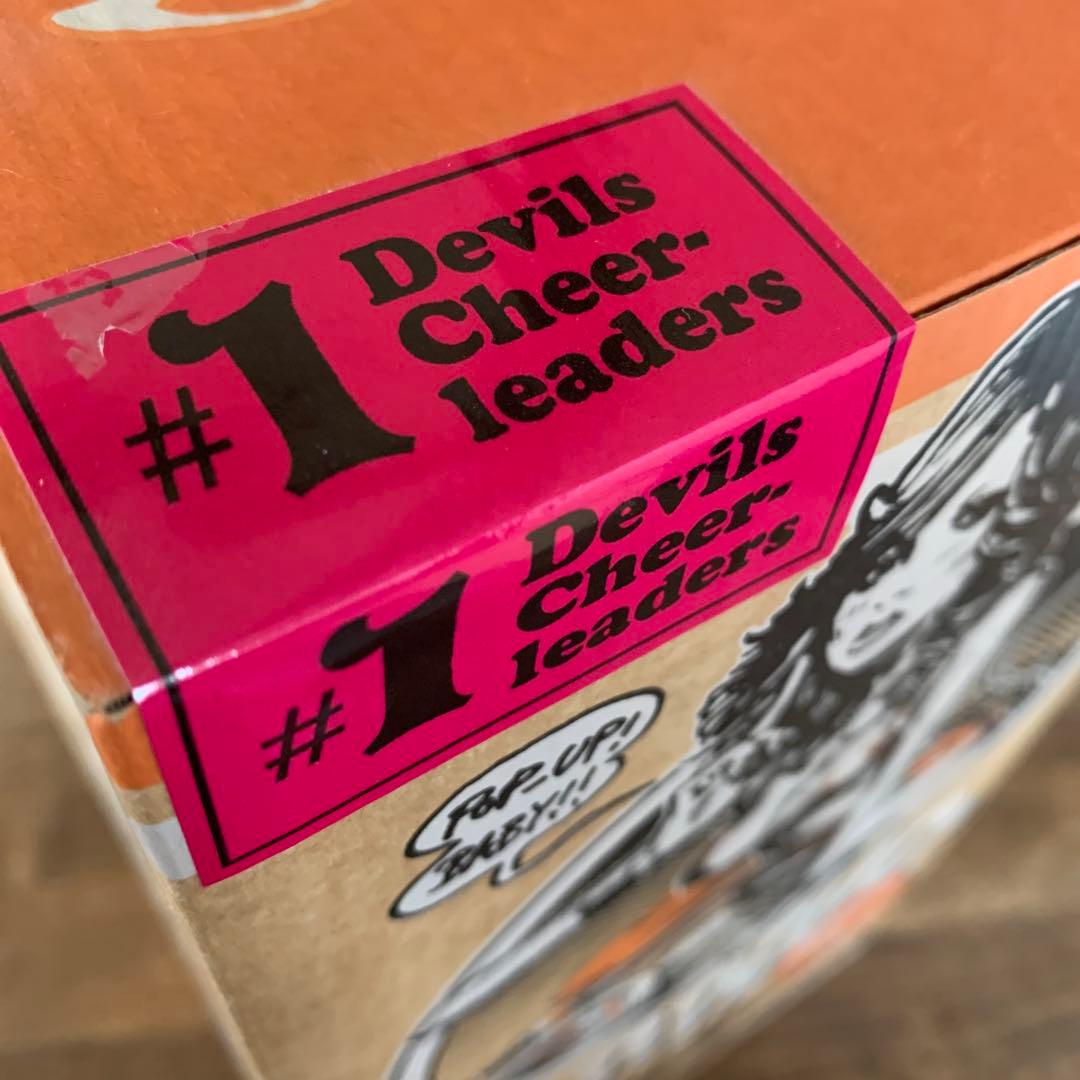 #1 Devils
Cheer-
leaders
#1 Devils
Cheer-
leaders
POP-UP!
BABY!!